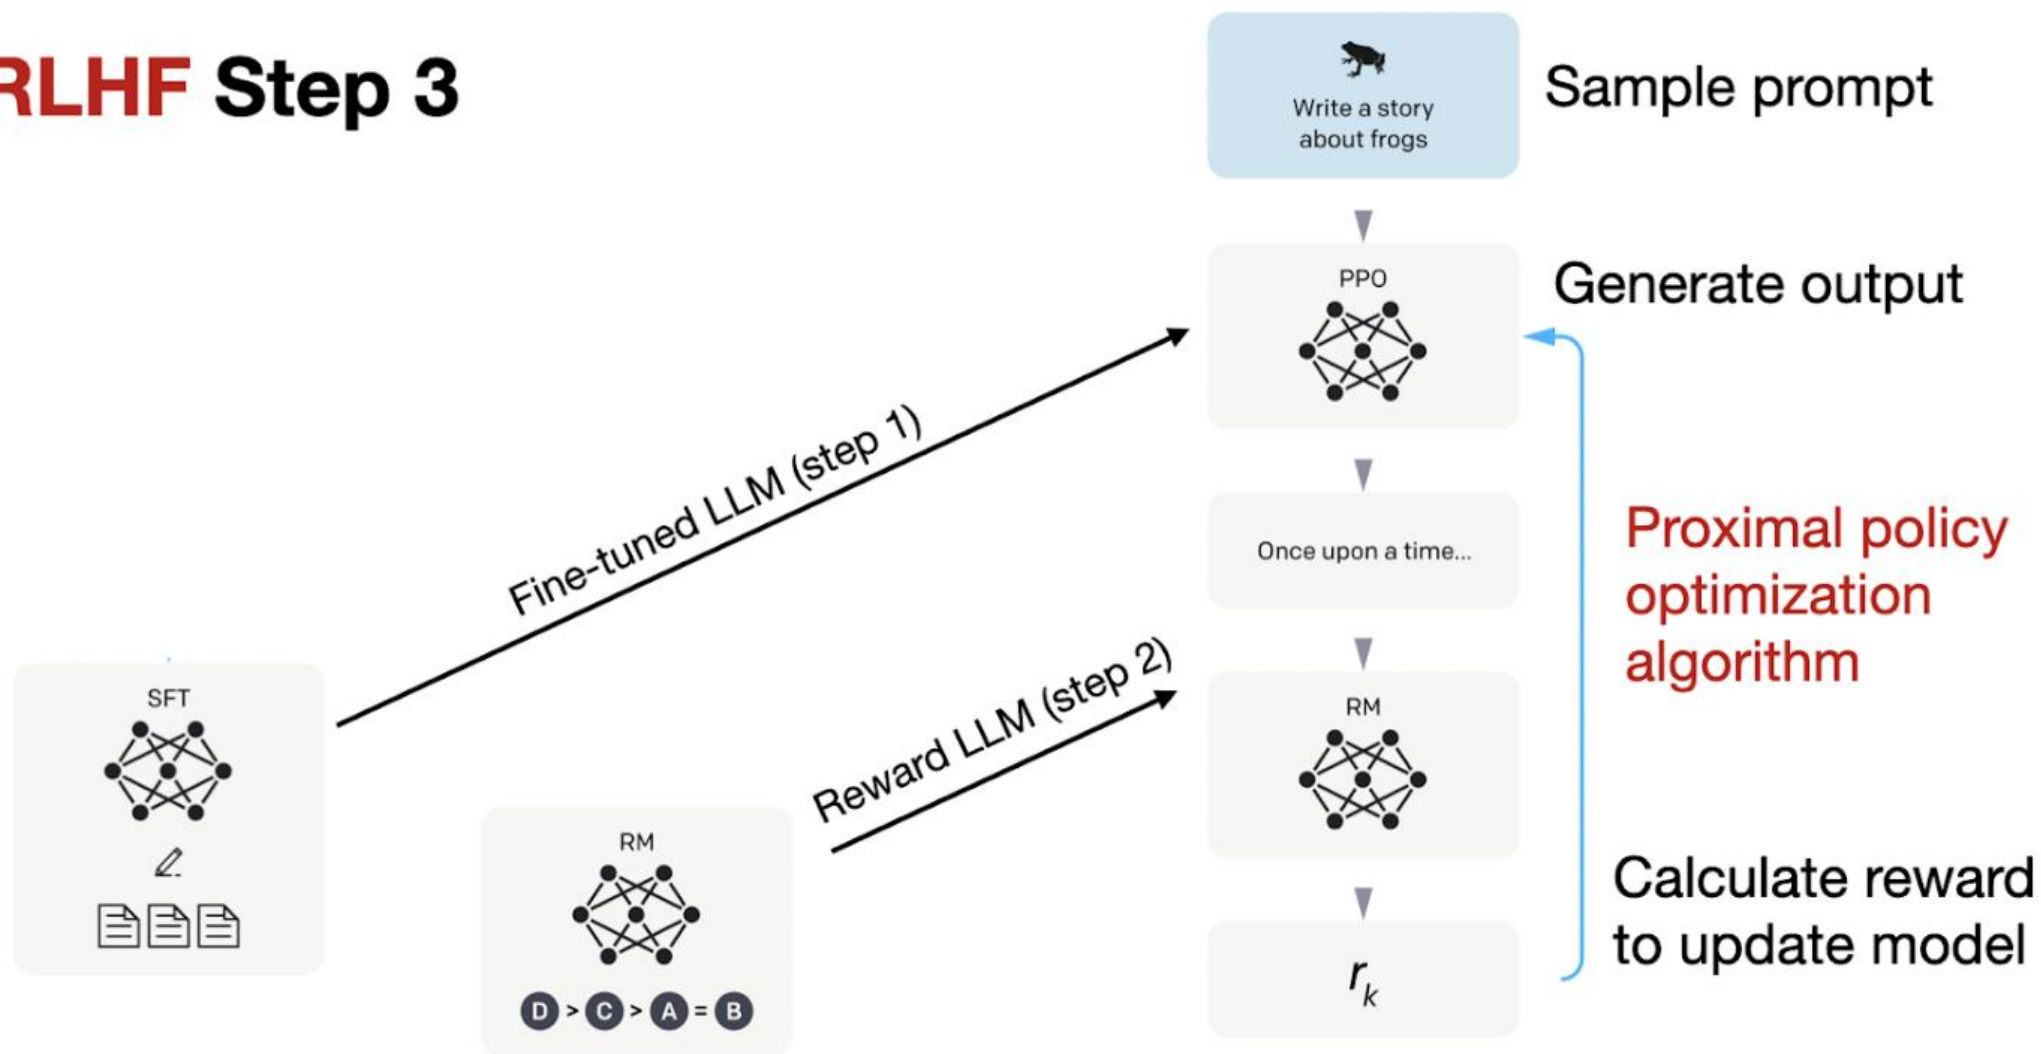 RLHF Step 3
Write a story
about frogs
Sample prompt
PPO
Generate output
Fine-tuned LLM (step 1)
Once upon a time...
Proximal policy
optimization
algorithm
Reward LLM (step 2)
SFT
RM
D > C > A = B
RM
Calculate reward
to update model
rₖ